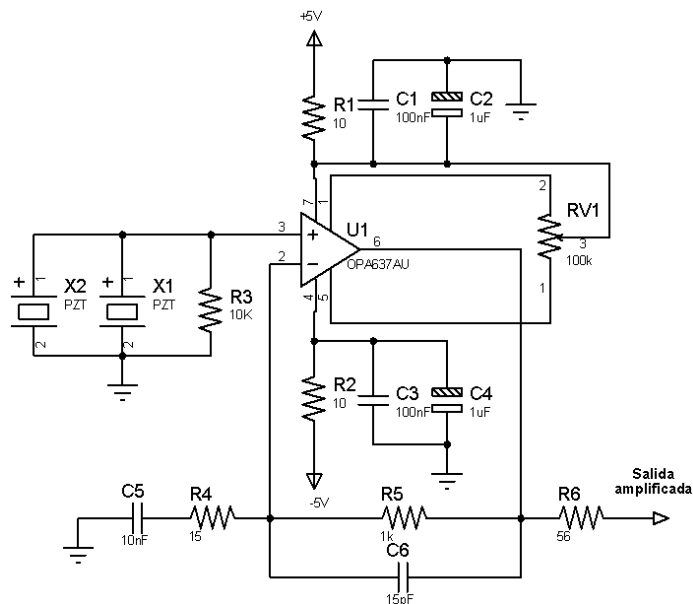 +5V
R1
10
C1
100nF
C2
1uF
7
1
2
RV1
3
100k
1
3
2
U1
6
OPA637AU
4
5
+
1
X2
PZT
2
+
1
X1
PZT
2
R3
10K
R2
10
C3
100nF
C4
1uF
-5V
C5
10nF
R4
15
R5
1k
C6
15pF
R6
56
Salida
amplificada